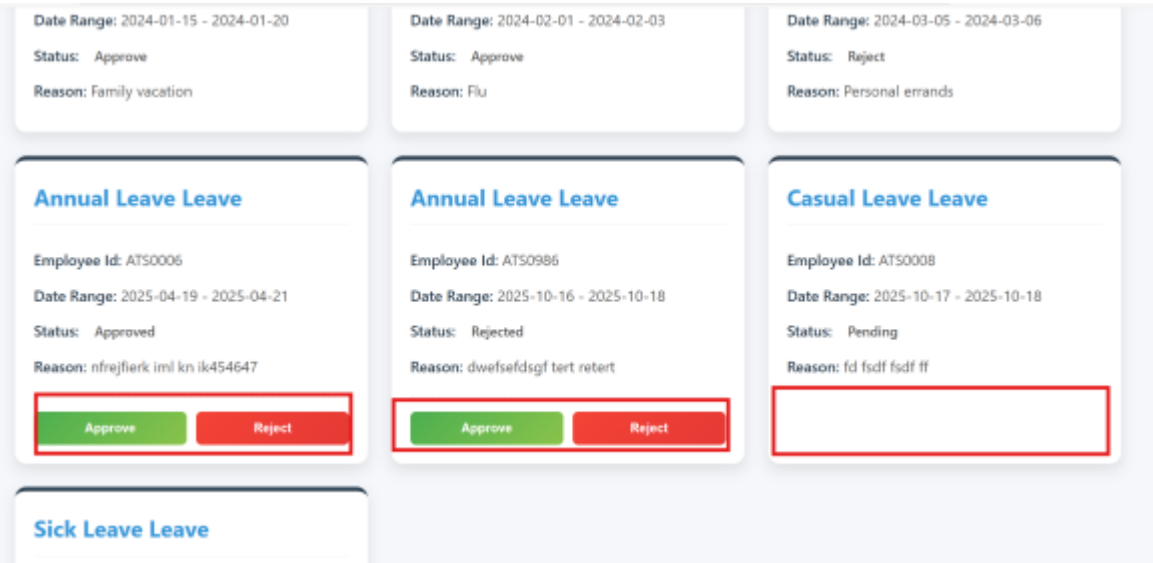 Date Range: 2024-01-15 - 2024-01-20
Status: Approve
Reason: Family vacation
Date Range: 2024-02-01 - 2024-02-03
Status: Approve
Reason: Flu
Date Range: 2024-03-05 - 2024-03-06
Status: Reject
Reason: Personal errands
Annual Leave Leave
Employee Id: ATS0006
Date Range: 2025-04-19 - 2025-04-21
Status: Approved
Reason: nfrejfierk iml kn ik454647
Approve Reject
Annual Leave Leave
Employee Id: ATS0986
Date Range: 2025-10-16 - 2025-10-18
Status: Rejected
Reason: dwefsefdsgf tert retert
Approve Reject
Casual Leave Leave
Employee Id: ATS0008
Date Range: 2025-10-17 - 2025-10-18
Status: Pending
Reason: fd fsdf fsdf ff
Sick Leave Leave